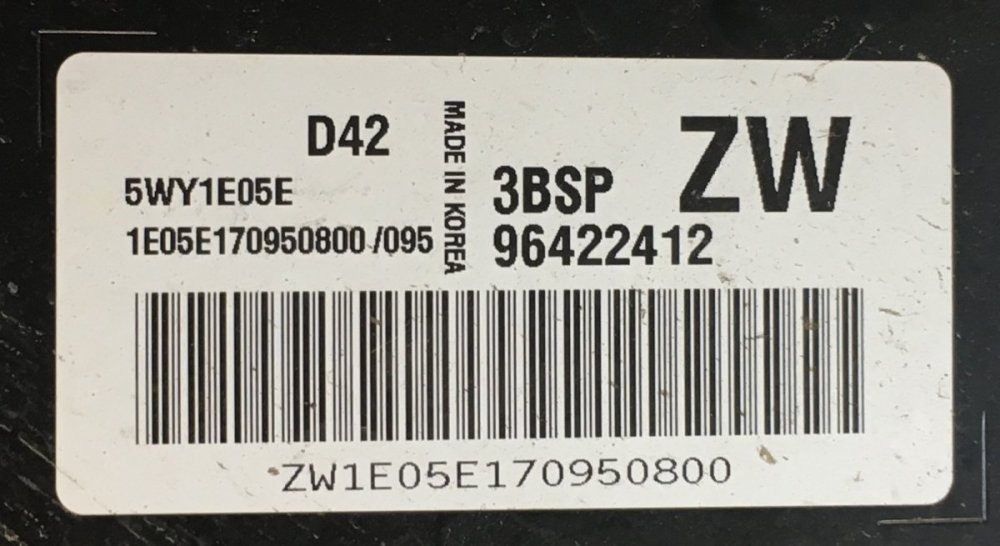 D42
5WY1E05E
1E05E170950800 /095
MADE IN KOREA
ZW
3BSP
96422412
ZW1E05E170950800